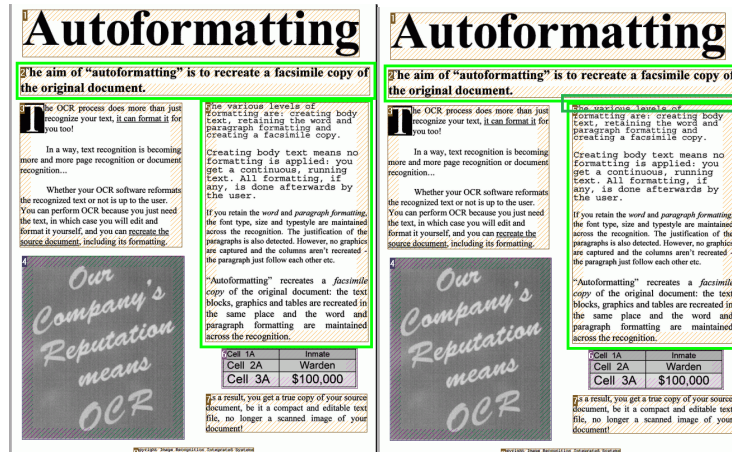 Autoformatting
The aim of “autoformatting” is to recreate a facsimile copy of
the original document.
The OCR process does more than just
recognize your text, it can format it for
you too!
In a way, text recognition is becoming
more and more page recognition or document
recognition…
Whether your OCR software reformats
the recognized text or not is up to the user.
You can perform OCR because you just need
the text, in which case you will edit and
format it yourself, and you can recreate the
source document, including its formatting.
Our
Company's
Reputation
means
OCR
The various levels of
formatting are: creating body
text, retaining the word and
paragraph formatting and
creating a facsimile copy.
Creating body text means no
formatting is applied: you
get a continuous, running
text. All formatting, if
any, is done afterwards by
the user.
If you retain the word and paragraph formatting,
the font type, size and typestyle are maintained
across the recognition. The justification of the
paragraphs is also detected. However, no graphics
are captured and the columns aren't recreated -
the paragraph just follow each other etc.
“Autoformatting” recreates a facsimile
copy of the original document: the text
blocks, graphics and tables are recreated in
the same place and the word and
paragraph formatting are maintained
across the recognition.
Cell 1A Inmate
Cell 2A Warden
Cell 3A $100,000
As a result, you get a true copy of your source
document, be it a compact and editable text
file, no longer a scanned image of your
document!
Copyright Image Recognition Integrated Systems
Autoformatting
The aim of “autoformatting” is to recreate a facsimile copy of
the original document.
The OCR process does more than just
recognize your text, it can format it for
you too!
In a way, text recognition is becoming
more and more page recognition or document
recognition…
Whether your OCR software reformats
the recognized text or not is up to the user.
You can perform OCR because you just need
the text, in which case you will edit and
format it yourself, and you can recreate the
source document, including its formatting.
Our
Company's
Reputation
means
OCR
The various levels of
formatting are: creating body
text, retaining the word and
paragraph formatting and
creating a facsimile copy.
Creating body text means no
formatting is applied: you
get a continuous, running
text. All formatting, if
any, is done afterwards by
the user.
If you retain the word and paragraph formatting,
the font type, size and typestyle are maintained
across the recognition. The justification of the
paragraphs is also detected. However, no graphics
are captured and the columns aren't recreated -
the paragraph just follow each other etc.
“Autoformatting” recreates a facsimile
copy of the original document: the text
blocks, graphics and tables are recreated in
the same place and the word and
paragraph formatting are maintained
across the recognition.
Cell 1A Inmate
Cell 2A Warden
Cell 3A $100,000
As a result, you get a true copy of your source
document, be it a compact and editable text
file, no longer a scanned image of your
document!
Copyright Image Recognition Integrated Systems